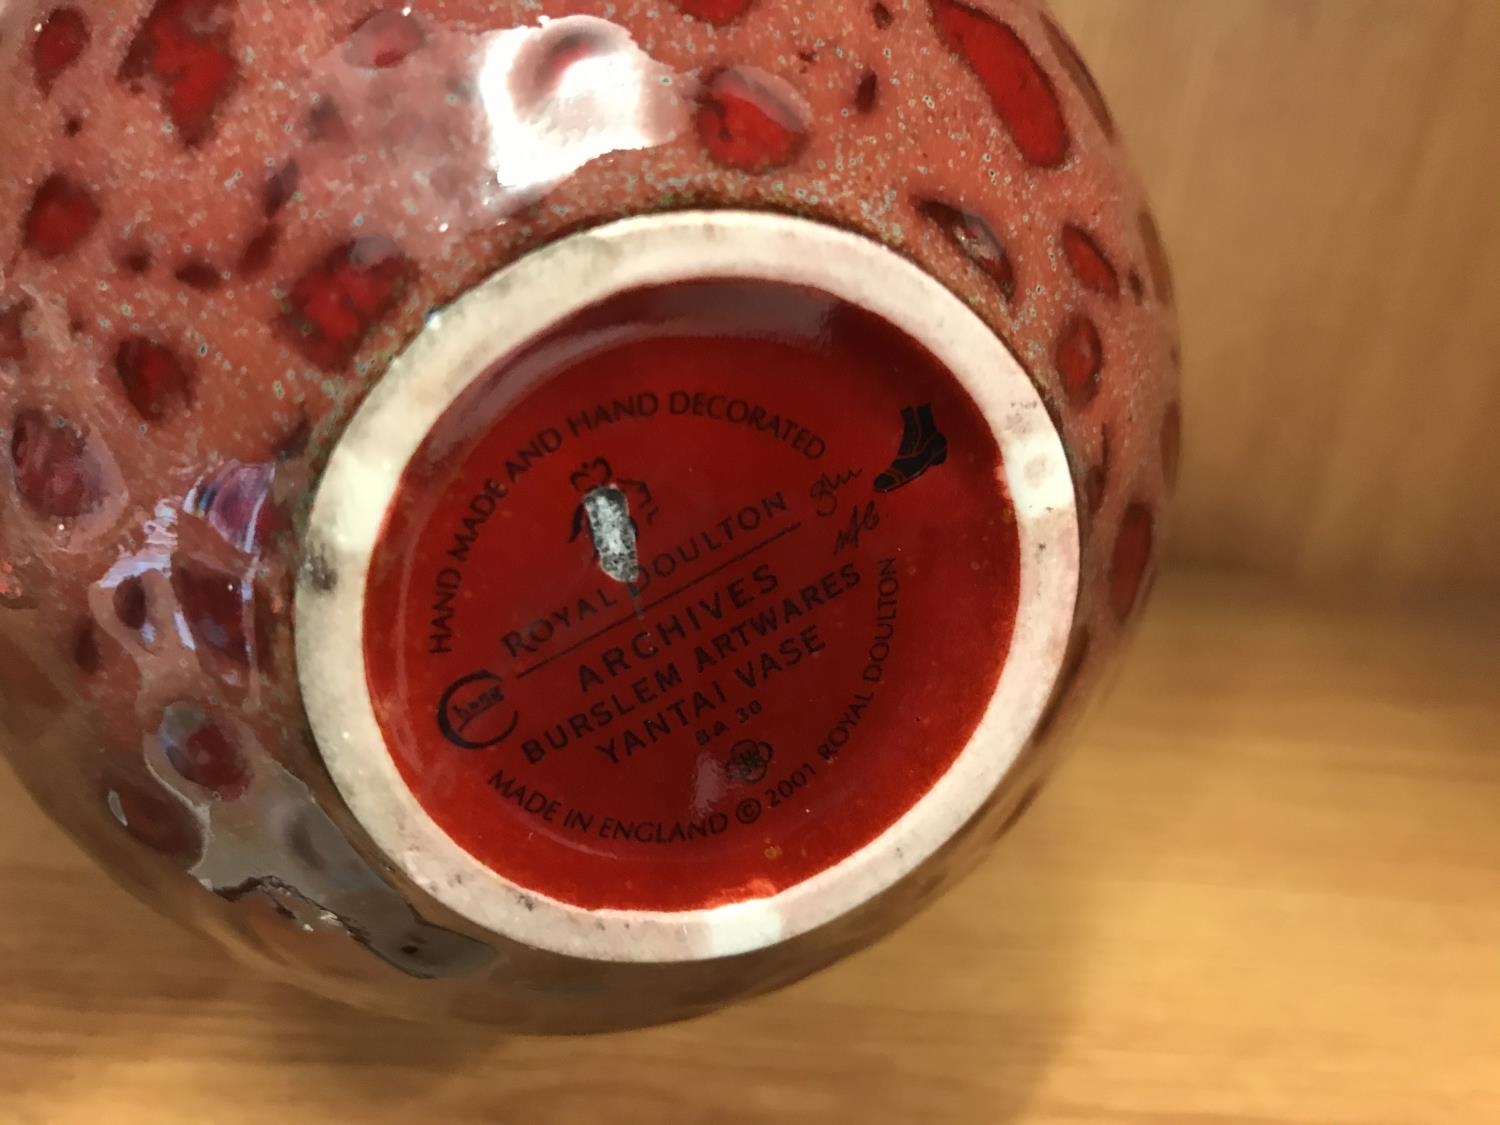 HAND MADE AND HAND DECORATED
ROYAL DOULTON
ARCHIVES
BURSLEM ARTWARES
YANTAI VASE
BA 30
Chang
MADE IN ENGLAND © 2001 ROYAL DOULTON